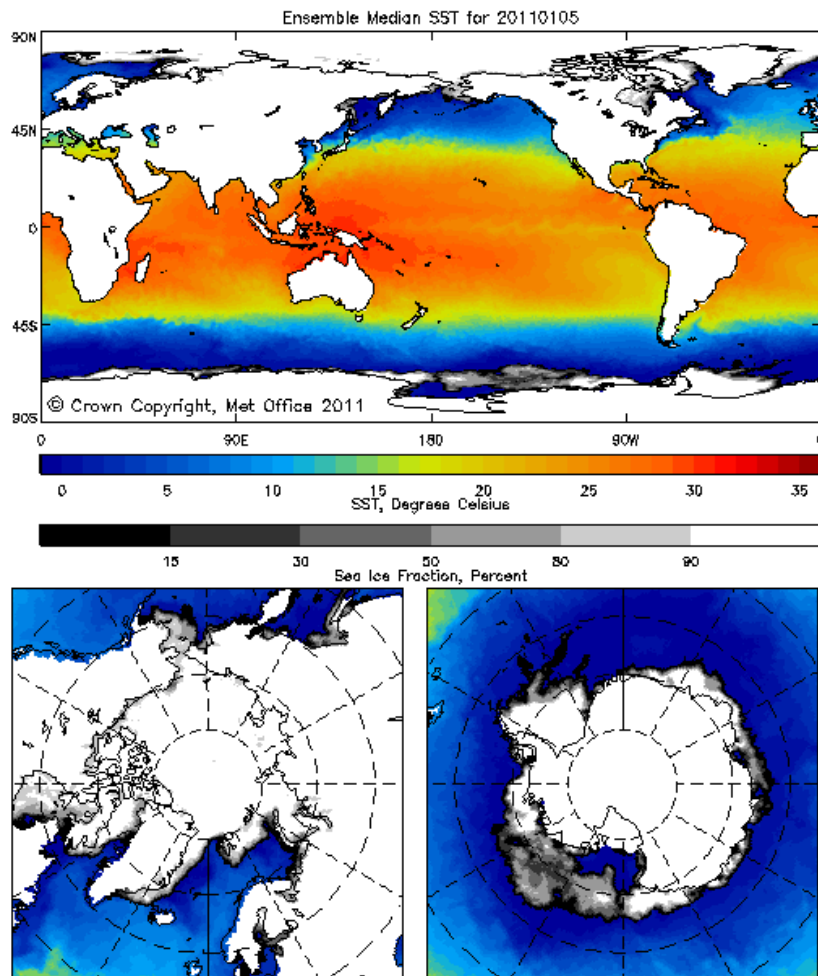 Ensemble Median SST for 20110105
90N
45N
0
45S
90S
© Crown Copyright, Met Office 2011
0 90E 180 90W 0
0 5 10 15 20 25 30 35
SST, Degrees Celsius
15 30 50 80 90
Sea Ice Fraction, Percent